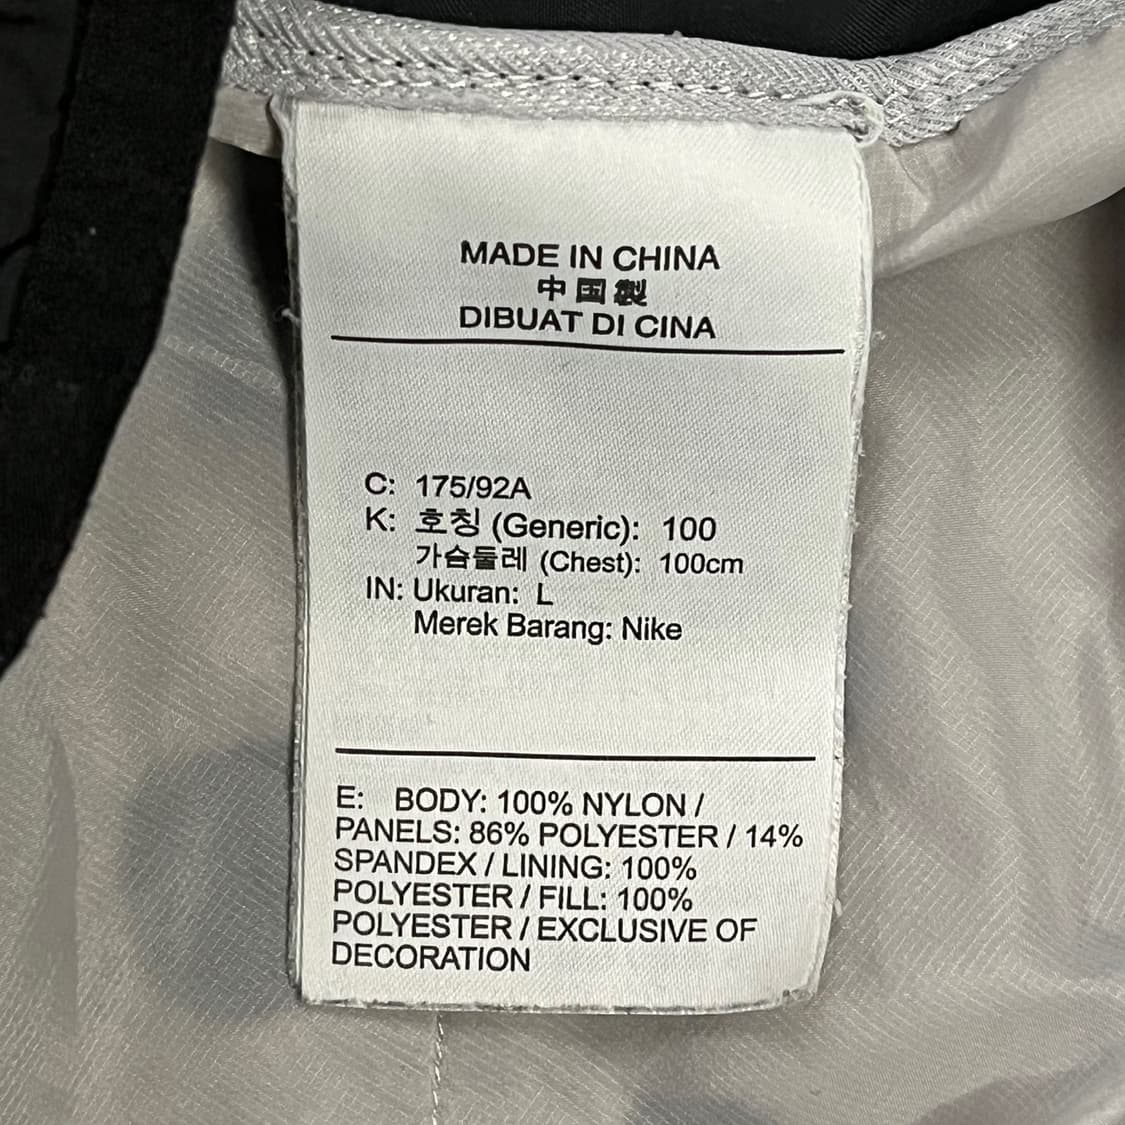 MADE IN CHINA
中国製
DIBUAT DI CINA
C: 175/92A
K: 호칭 (Generic): 100
가슴둘레 (Chest): 100cm
IN: Ukuran: L
Merek Barang: Nike
E: BODY: 100% NYLON /
PANELS: 86% POLYESTER / 14%
SPANDEX / LINING: 100%
POLYESTER / FILL: 100%
POLYESTER / EXCLUSIVE OF
DECORATION